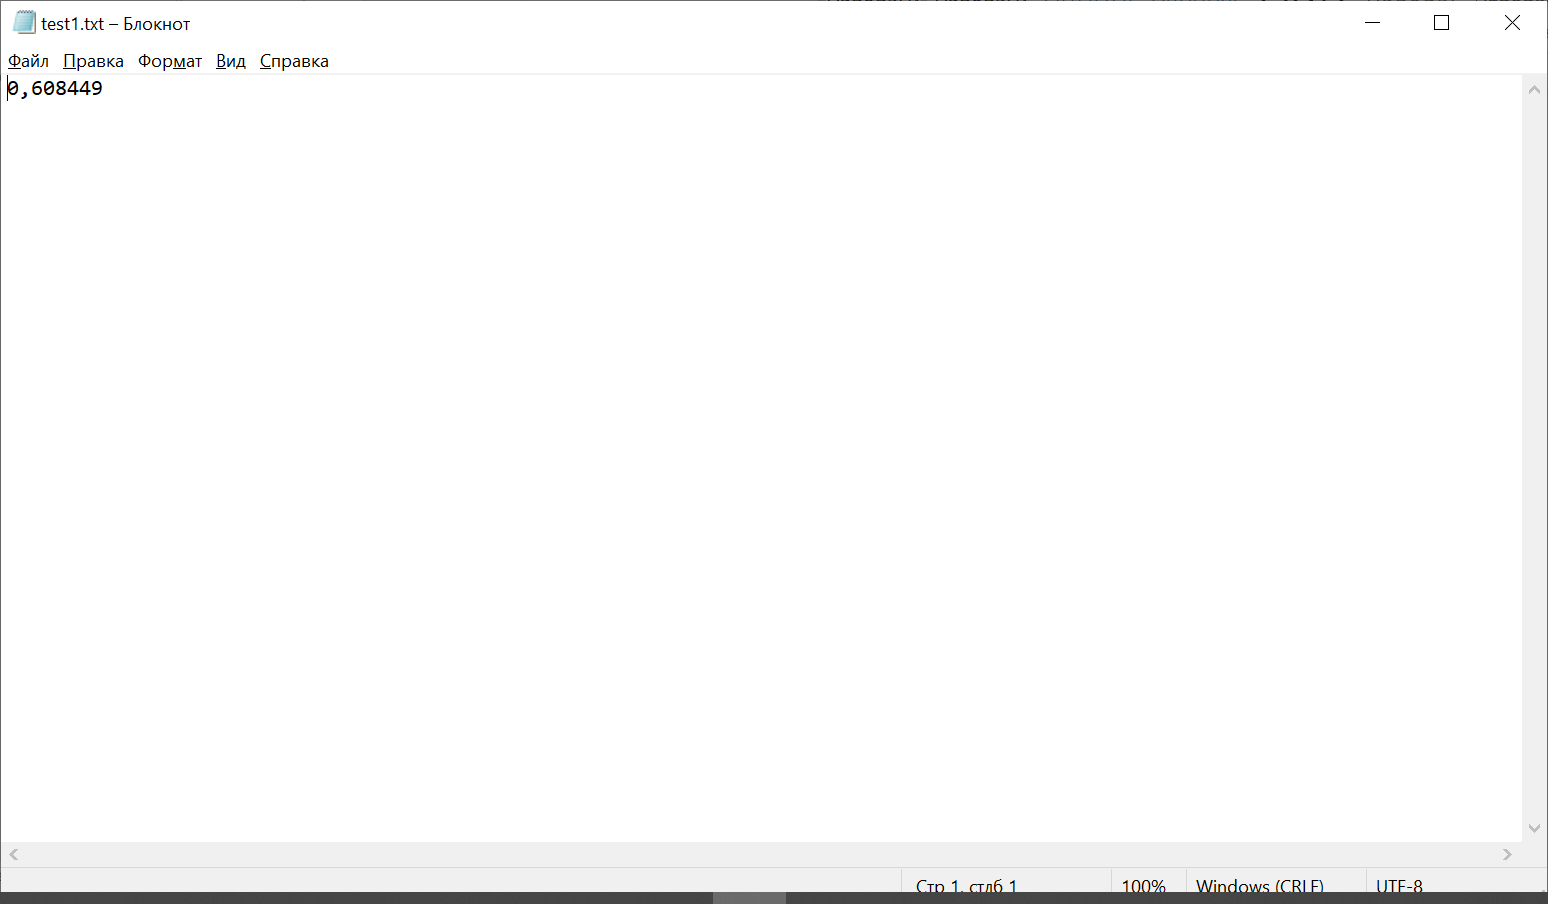 test1.txt – Блокнот
Файл Правка Формат Вид Справка
0,608449
Стр 1, стлб 1 100% Windows (CRLF) UTF-8